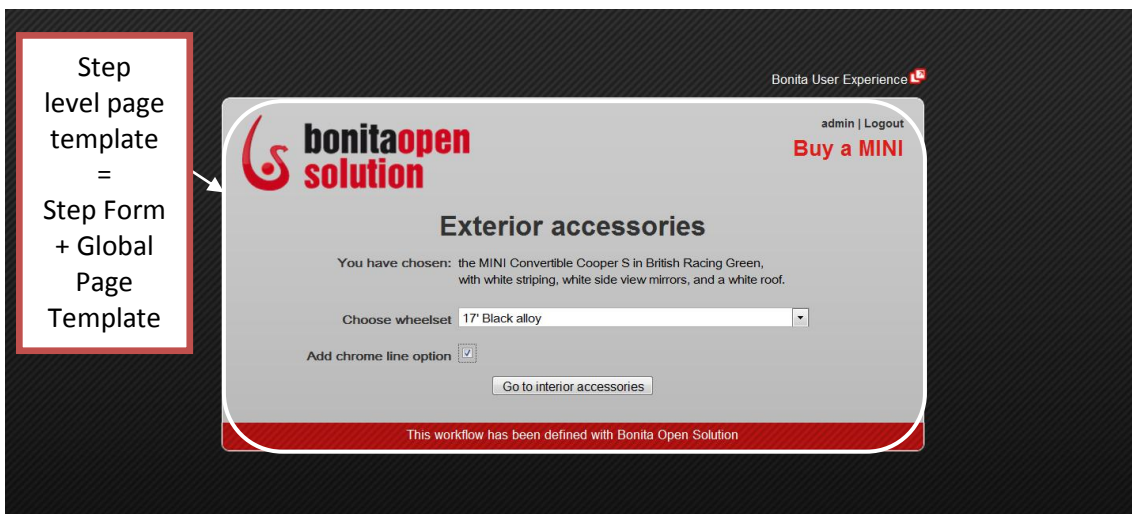 Step
level page
template
=
Step Form
+ Global
Page
Template
Bonita User Experience
admin | Logout
bonitaopen
solution
Buy a MINI
Exterior accessories
You have chosen: the MINI Convertible Cooper S in British Racing Green,
with white striping, white side view mirrors, and a white roof.
Choose wheelset 17' Black alloy
Add chrome line option
Go to interior accessories
This workflow has been defined with Bonita Open Solution